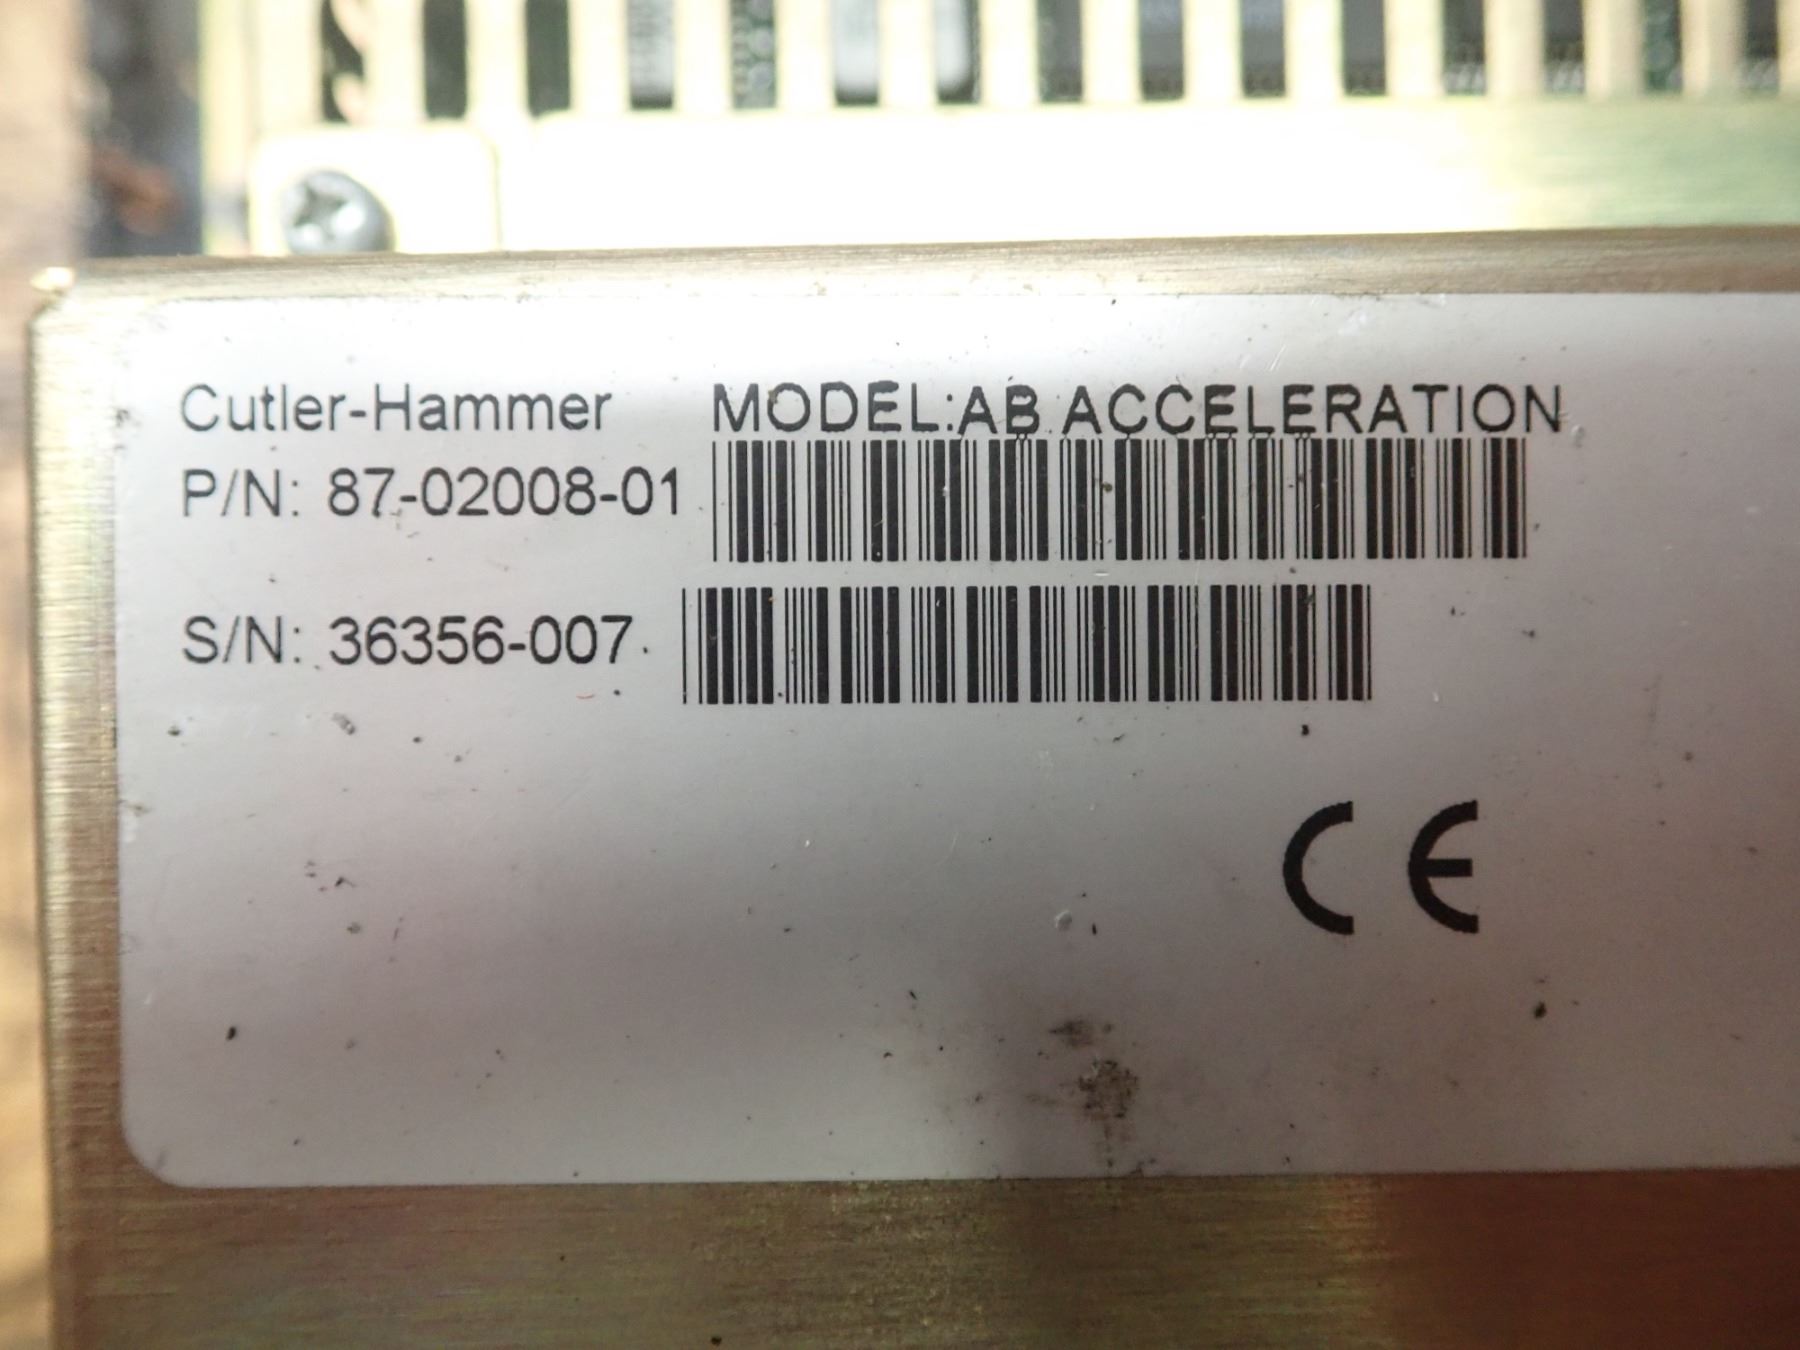 Cutler-Hammer MODEL:AB ACCELERATION
P/N: 87-02008-01
S/N: 36356-007
CE